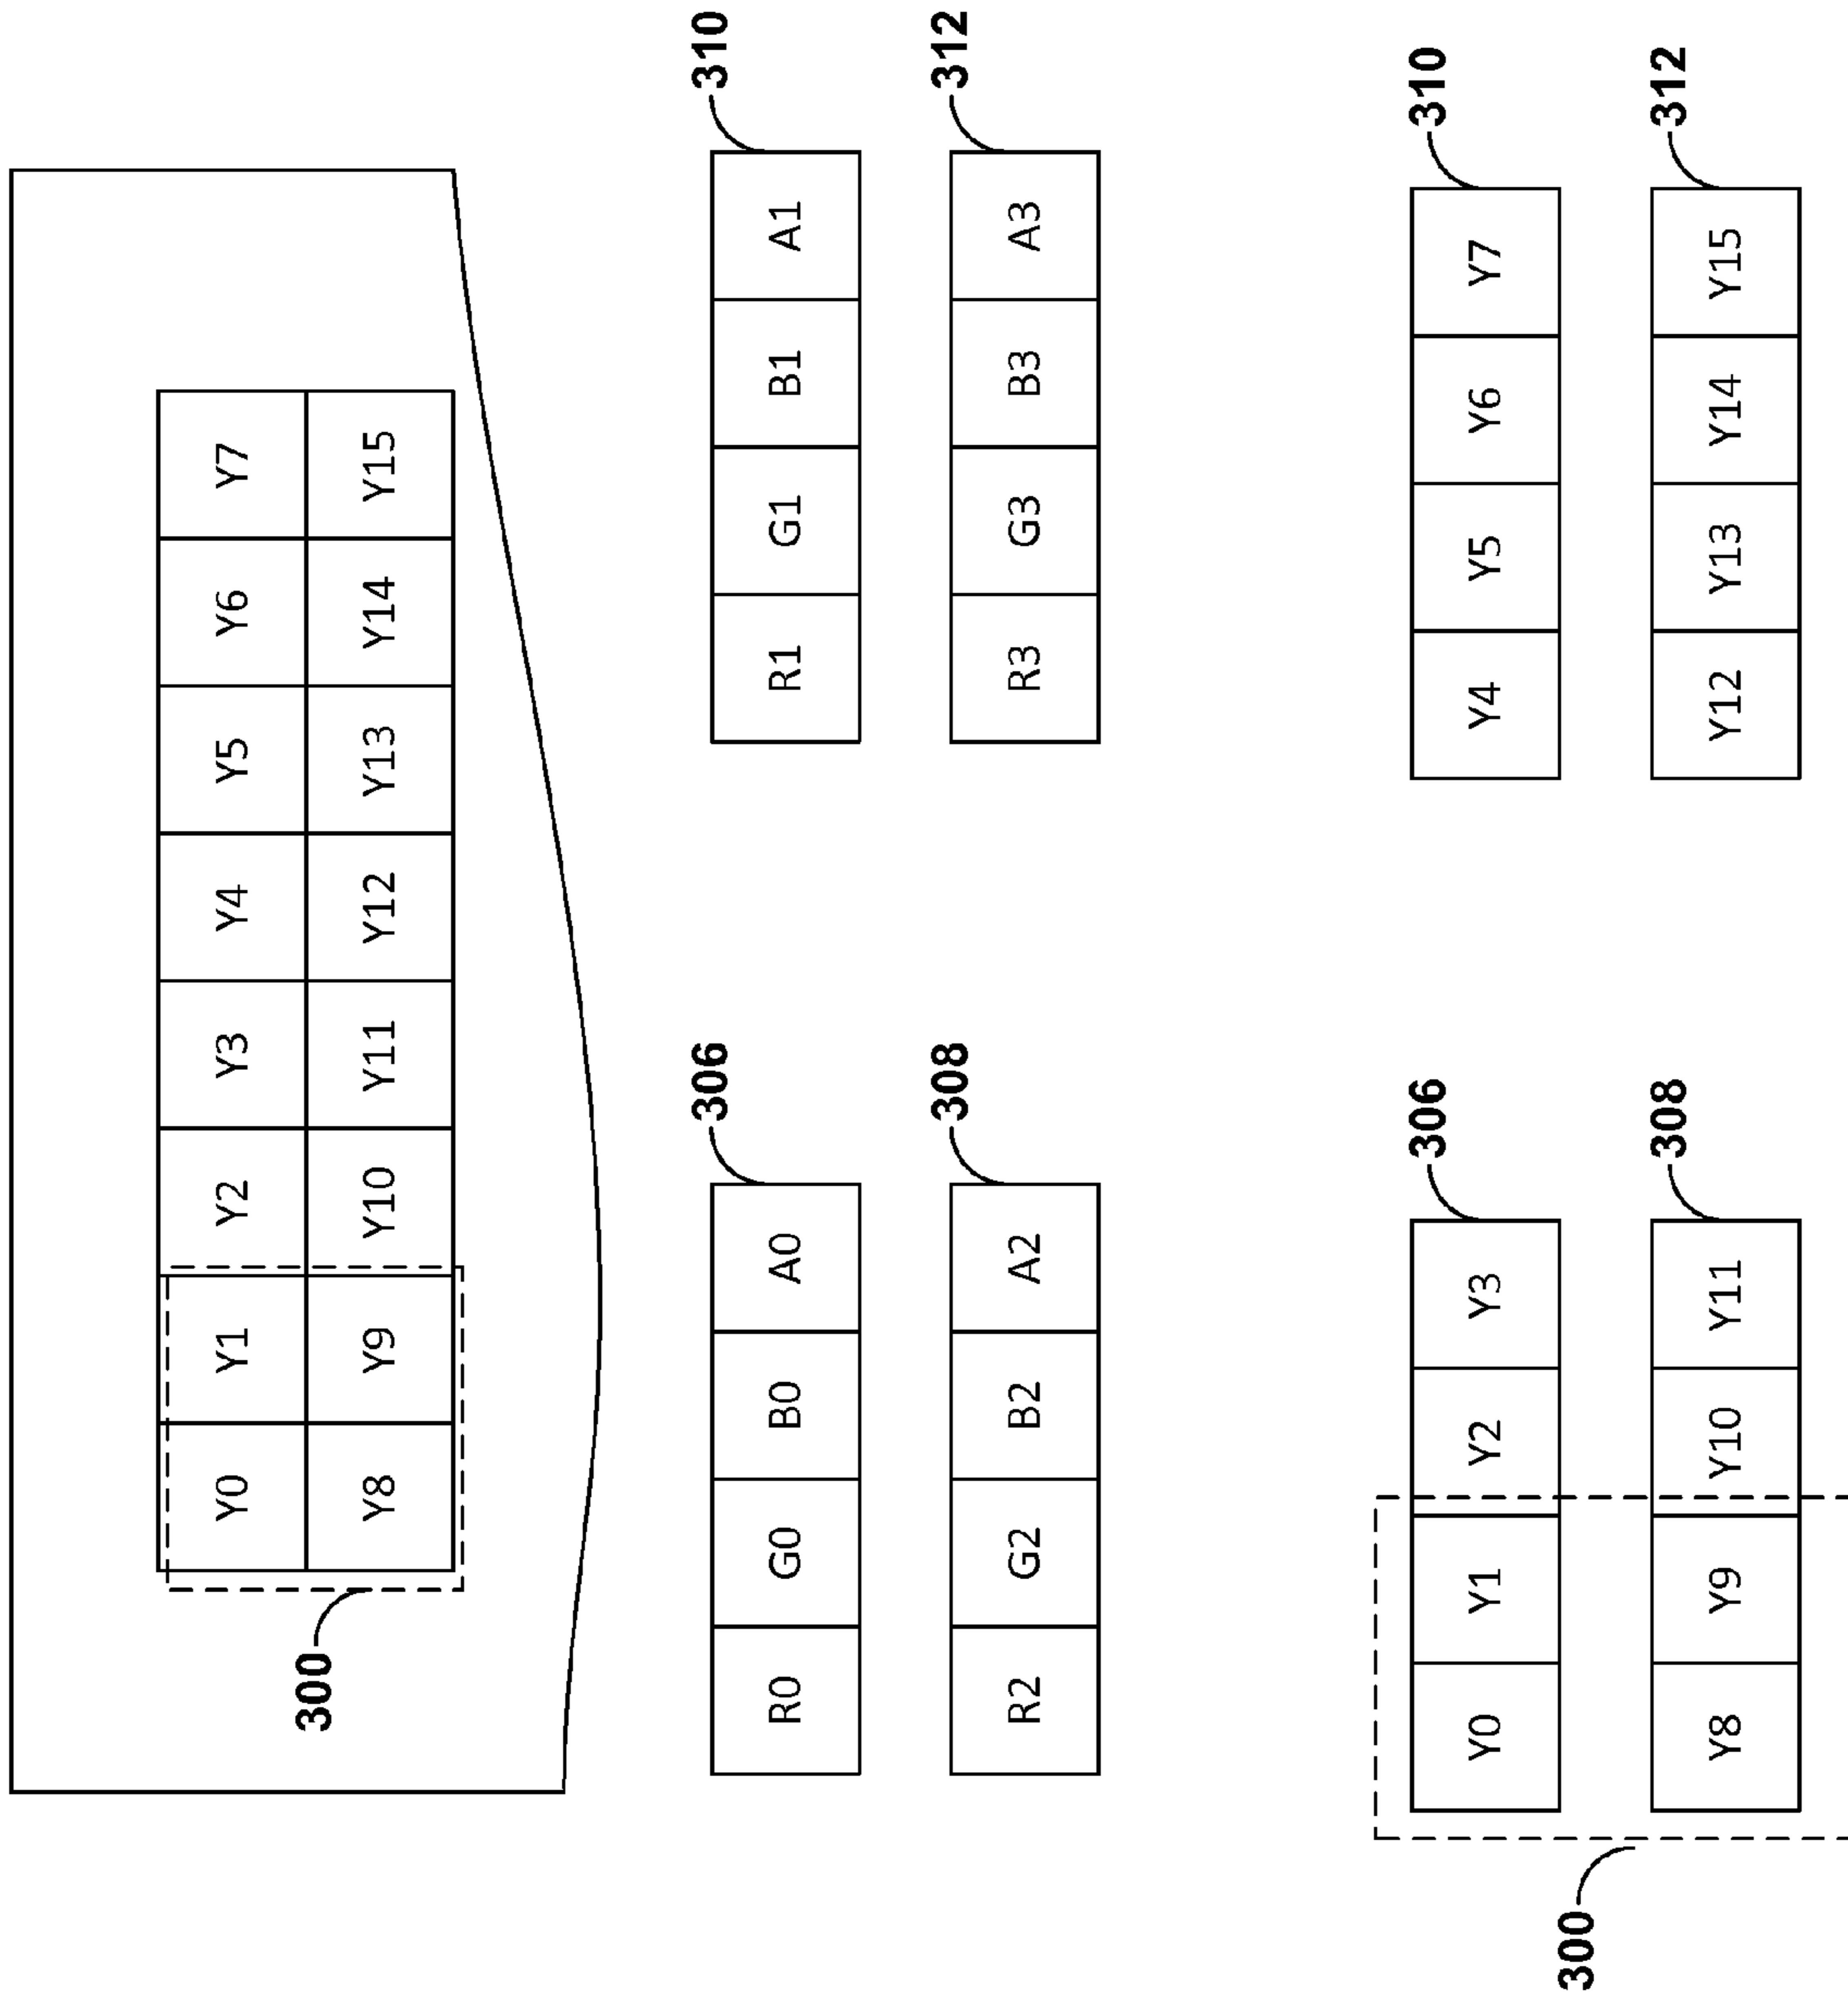 Y0 Y1 Y2 Y3 Y4 Y5 Y6 Y7
Y8 Y9 Y10 Y11 Y12 Y13 Y14 Y15
300
306 310
R0 G0 B0 A0 R1 G1 B1 A1
308 312
R2 G2 B2 A2 R3 G3 B3 A3
306 310
Y0 Y1 Y2 Y3 Y4 Y5 Y6 Y7
300
308 312
Y8 Y9 Y10 Y11 Y12 Y13 Y14 Y15